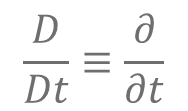 D/Dt ≡ ∂/∂t